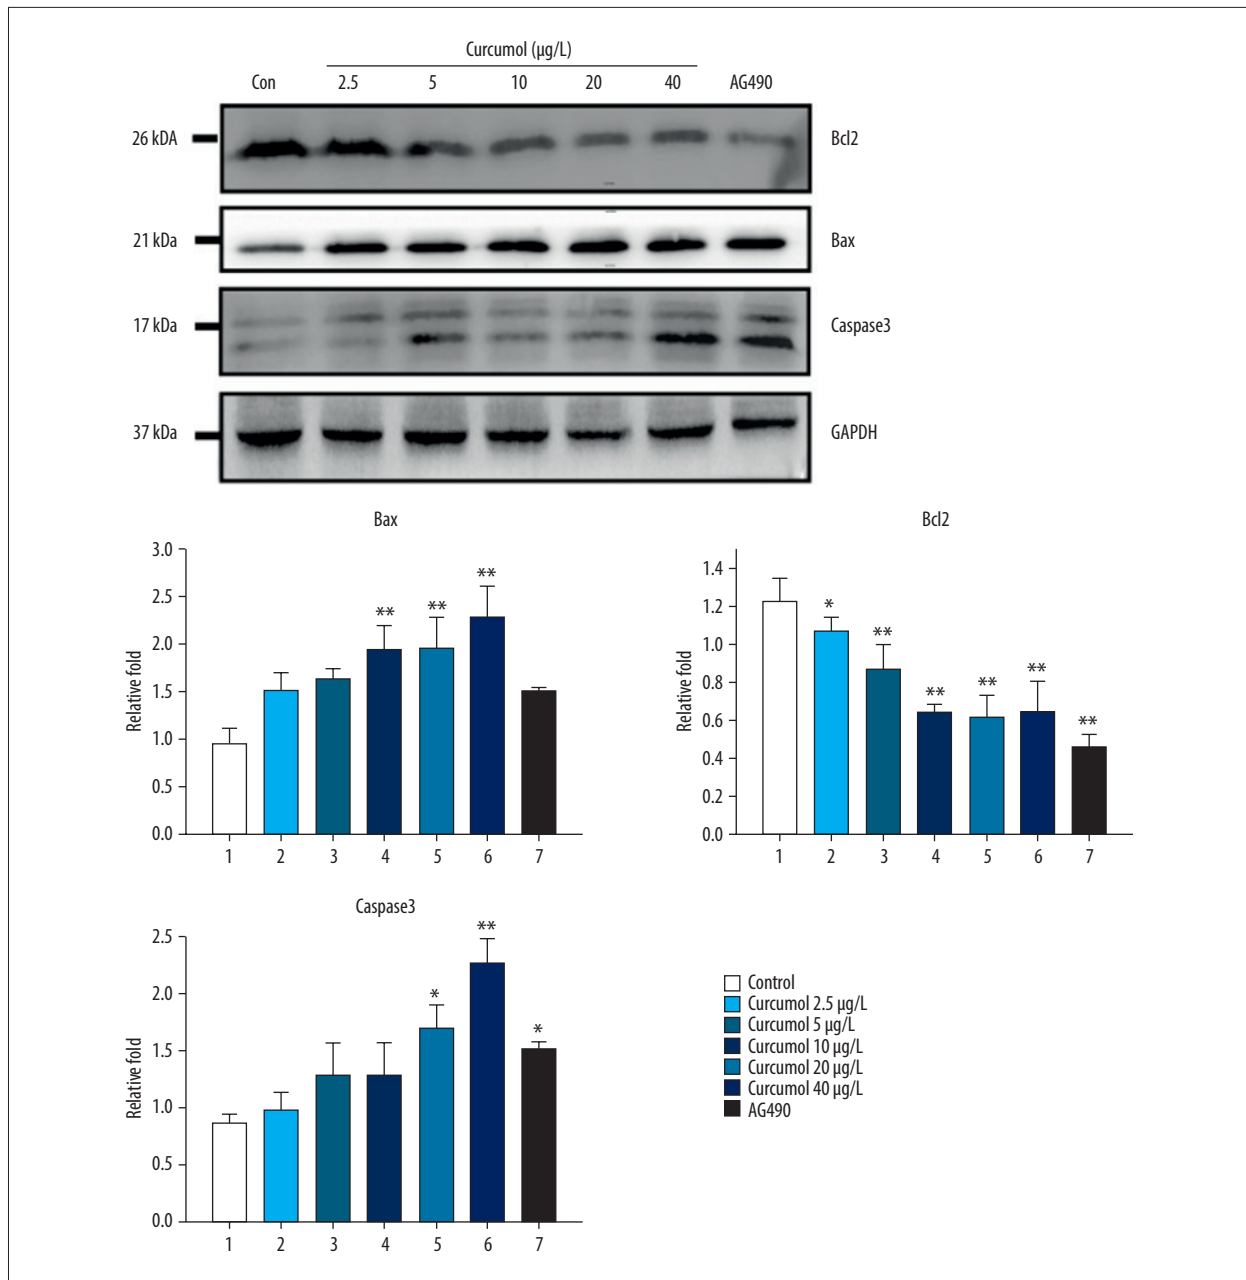 Curcumol (µg/L)
Con 2.5 5 10 20 40 AG490
26 kDA Bcl2
21 kDa Bax
17 kDa Caspase3
37 kDa GAPDH
Bax
3.0
2.5
2.0
1.5
1.0
0.5
0.0
Relative fold
** ** **
1 2 3 4 5 6 7
Bcl2
1.4
1.2
1.0
0.8
0.6
0.4
0.2
0.0
Relative fold
* ** ** ** ** **
1 2 3 4 5 6 7
Caspase3
2.5
2.0
1.5
1.0
0.5
0.0
Relative fold
* ** *
1 2 3 4 5 6 7
Control
Curcumol 2.5 µg/L
Curcumol 5 µg/L
Curcumol 10 µg/L
Curcumol 20 µg/L
Curcumol 40 µg/L
AG490